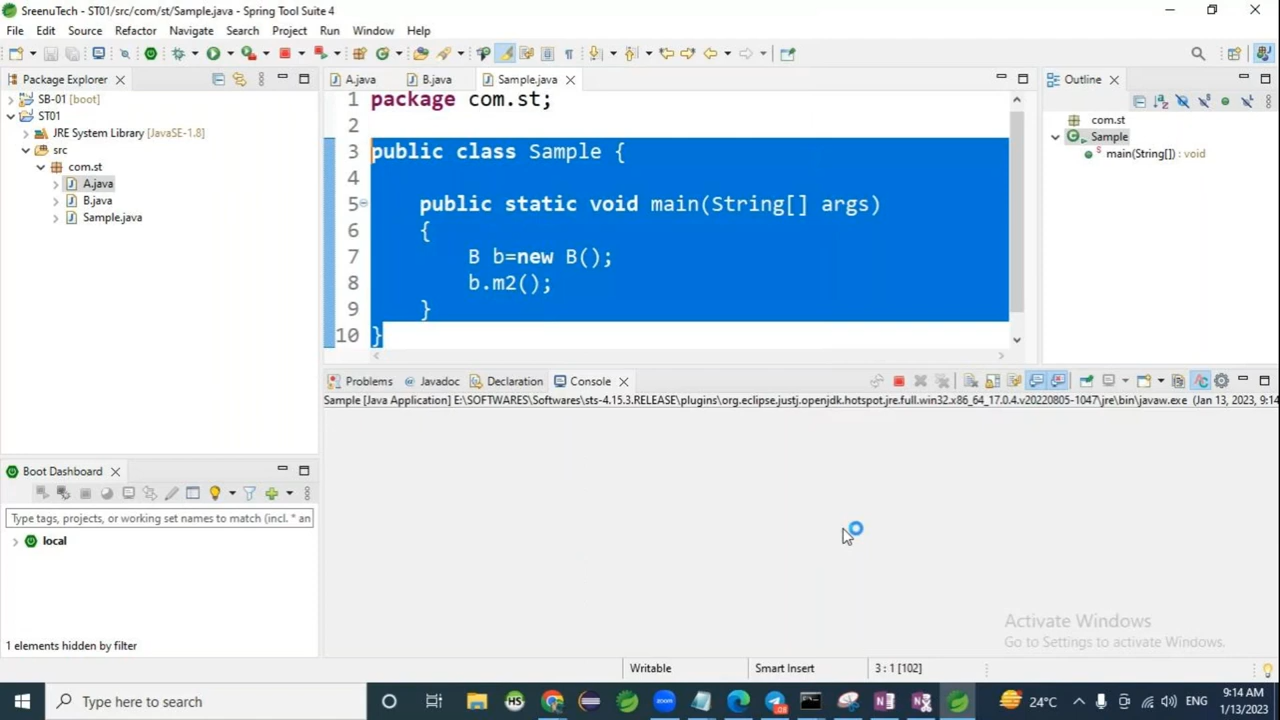 SreenuTech - ST01/src/com/st/Sample.java - Spring Tool Suite 4
File Edit Source Refactor Navigate Search Project Run Window Help
Package Explorer
SB-01 [boot]
ST01
JRE System Library [JavaSE-1.8]
src
com.st
A.java
B.java
Sample.java
A.java B.java Sample.java
1 package com.st;
2
3 public class Sample {
4
5 public static void main(String[] args)
6 {
7 B b=new B();
8 b.m2();
9 }
10 }
Outline
com.st
Sample
main(String[]) : void
Problems Javadoc Declaration Console
Sample [Java Application] E:\SOFTWARES\Softwares\sts-4.15.3.RELEASE\plugins\org.eclipse.justj.openjdk.hotspot.jre.full.win32.x86_64_17.0.4.v20220805-1047\jre\bin\javaw.exe (Jan 13, 2023, 9:14
Boot Dashboard
Type tags, projects, or working set names to match (incl. * an
local
1 elements hidden by filter
Activate Windows
Go to Settings to activate Windows.
Writable Smart Insert 3 : 1 [102]
Type here to search
24°C
ENG
9:14 AM
1/13/2023